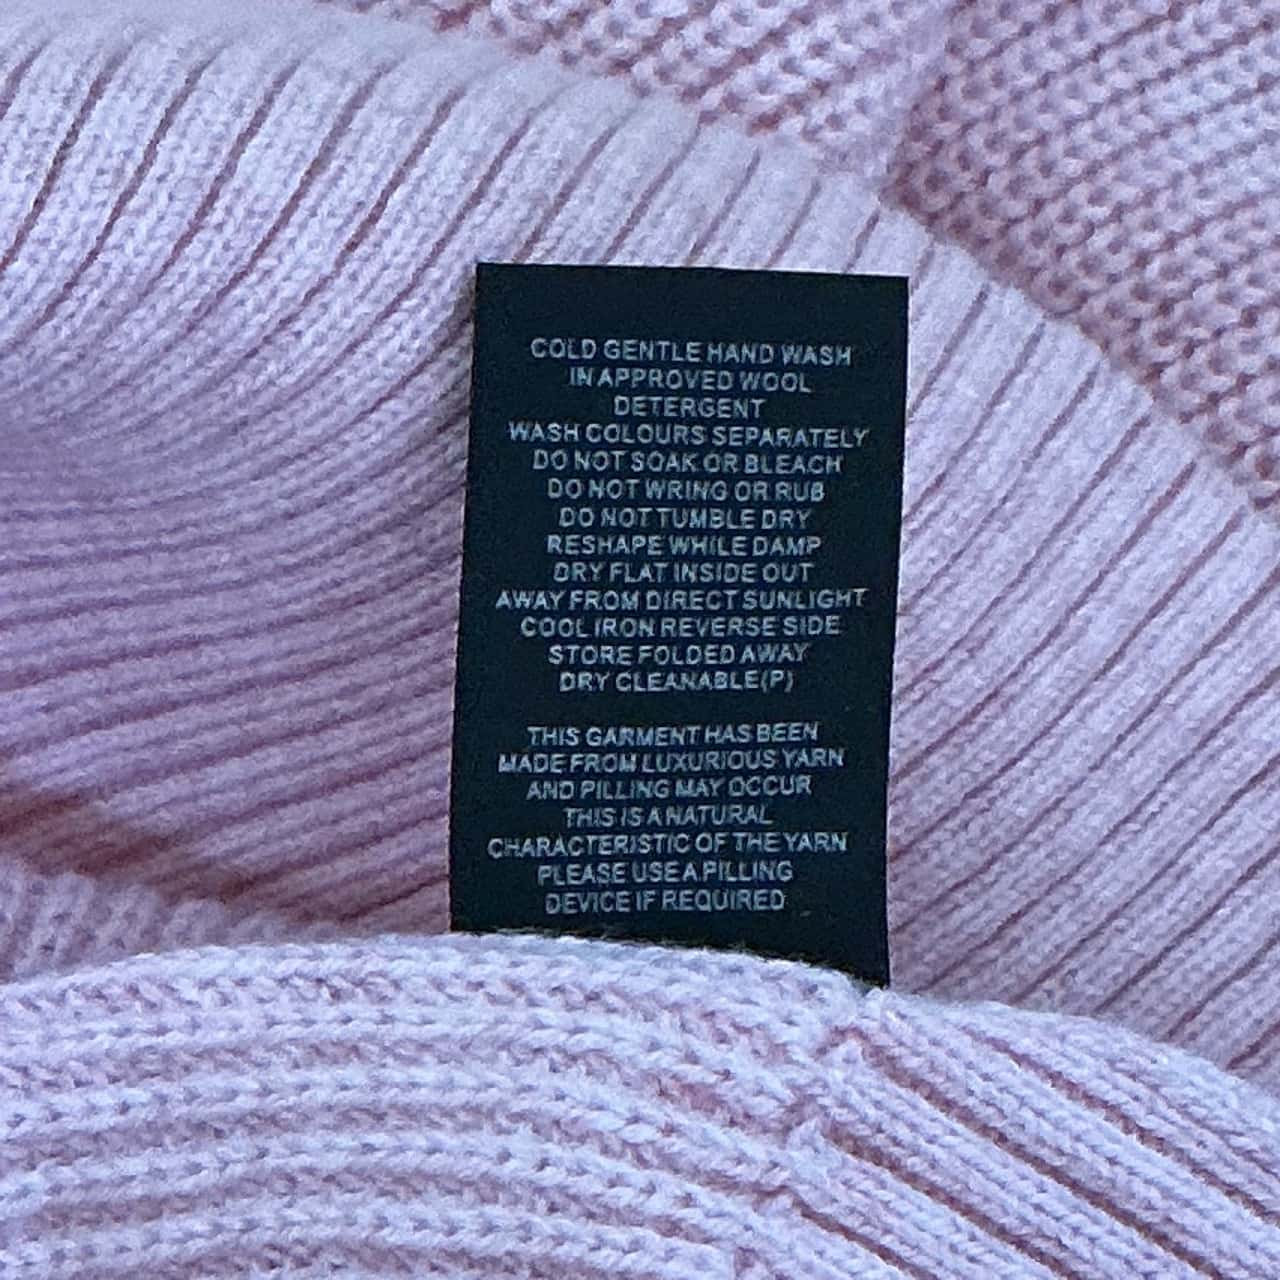 COLD GENTLE HAND WASH
IN APPROVED WOOL
DETERGENT
WASH COLOURS SEPARATELY
DO NOT SOAK OR BLEACH
DO NOT WRING OR RUB
DO NOT TUMBLE DRY
RESHAPE WHILE DAMP
DRY FLAT INSIDE OUT
AWAY FROM DIRECT SUNLIGHT
COOL IRON REVERSE SIDE
STORE FOLDED AWAY
DRY CLEANABLE(P)
THIS GARMENT HAS BEEN
MADE FROM LUXURIOUS YARN
AND PILLING MAY OCCUR
THIS IS A NATURAL
CHARACTERISTIC OF THE YARN
PLEASE USE A PILLING
DEVICE IF REQUIRED